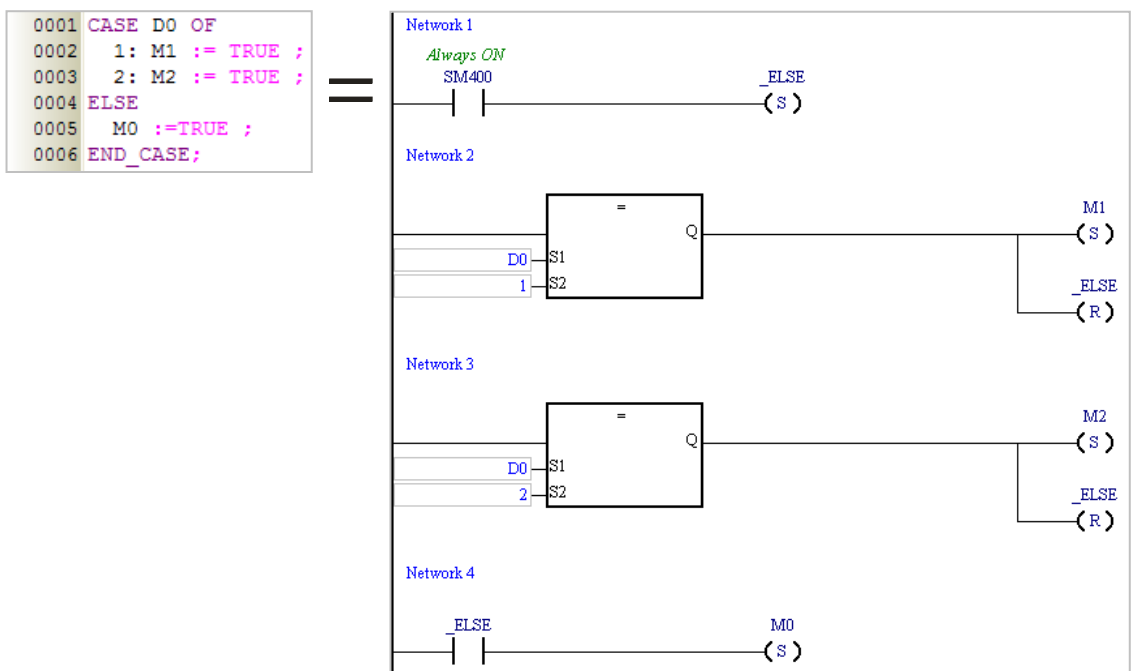 0001 CASE D0 OF
0002 1: M1 := TRUE ;
0003 2: M2 := TRUE ;
0004 ELSE
0005 M0 :=TRUE ;
0006 END_CASE;
=
Network 1
Always ON
SM400 _ELSE
S
Network 2
= M1
Q S
D0 S1
1 S2 _ELSE
R
Network 3
= M2
Q S
D0 S1
2 S2 _ELSE
R
Network 4
_ELSE M0
S